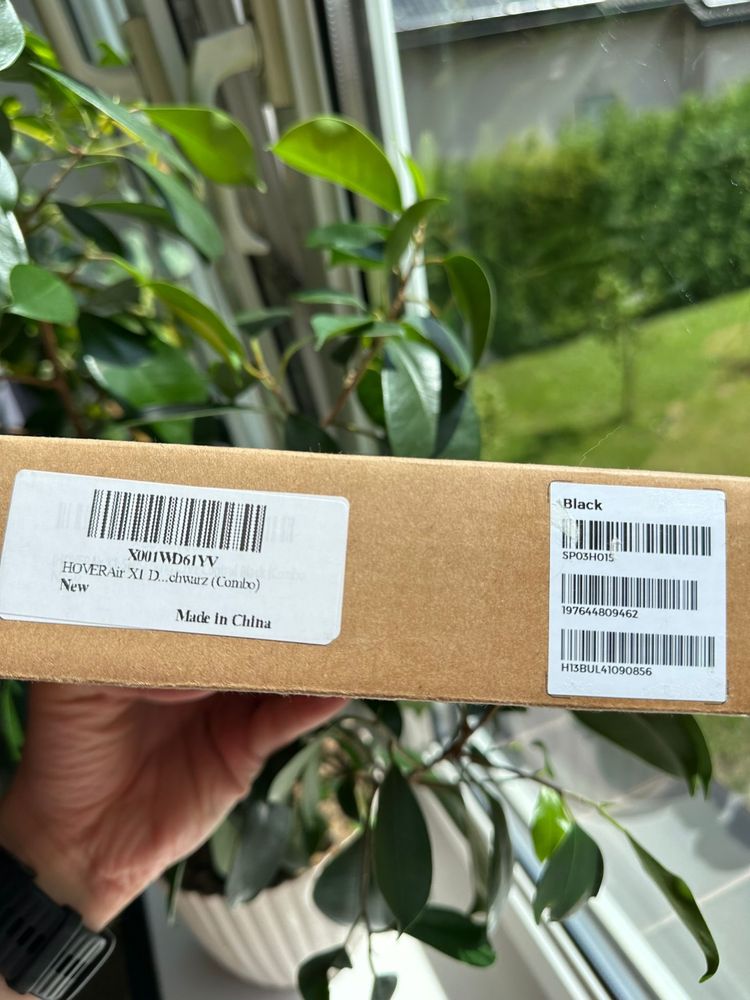 X001WD61YV
HOVERAir X1 D...chwarz (Combo)
New
Made in China
Black
SP03H015
197644809462
H13BUL41090856